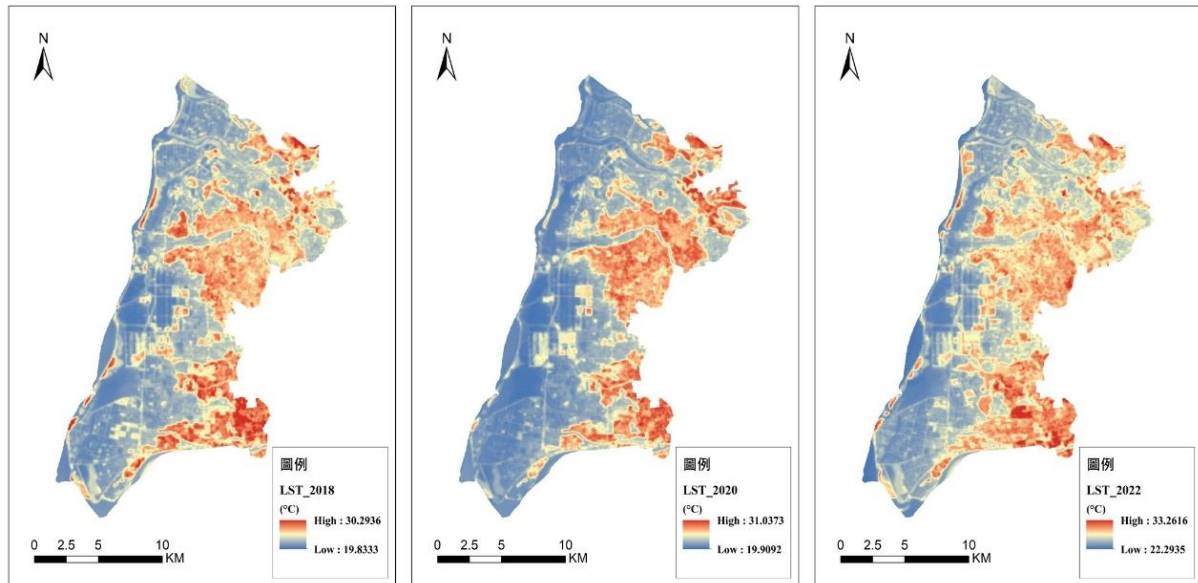 N
圖例
LST_2018
(°C)
High : 30.2936
Low : 19.8333
0 2.5 5 10
KM
N
圖例
LST_2020
(°C)
High : 31.0373
Low : 19.9092
0 2.5 5 10
KM
N
圖例
LST_2022
(°C)
High : 33.2616
Low : 22.2935
0 2.5 5 10
KM